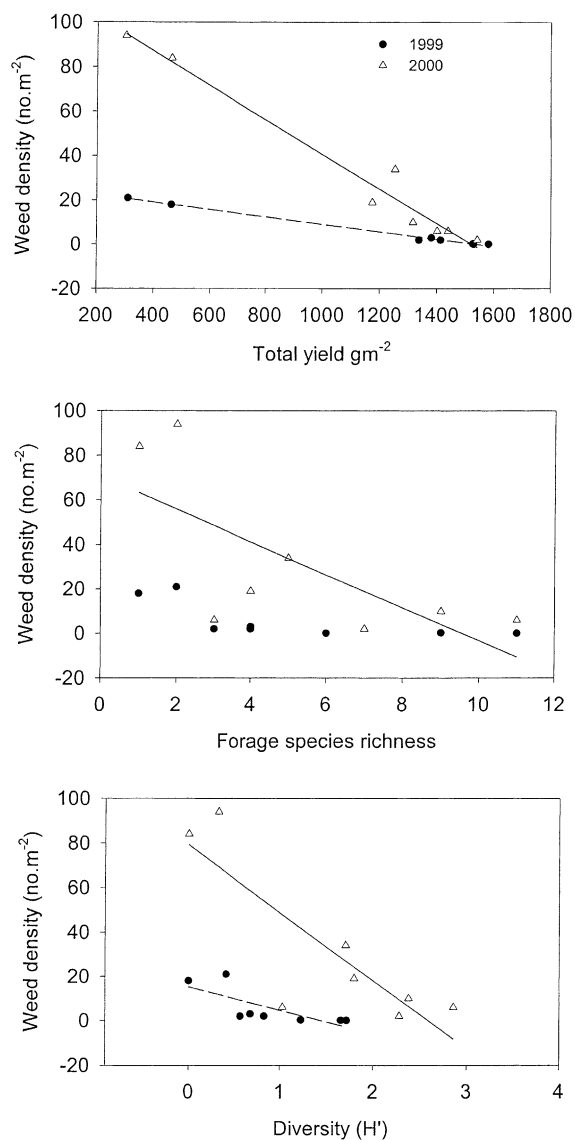 100
80
60
40
20
0
-20
Weed density (no.m-2)
1999
2000
200 400 600 800 1000 1200 1400 1600 1800
Total yield gm-2
100
80
60
40
20
0
-20
Weed density (no.m-2)
0 2 4 6 8 10 12
Forage species richness
100
80
60
40
20
0
-20
Weed density (no.m-2)
0 1 2 3 4
Diversity (H')